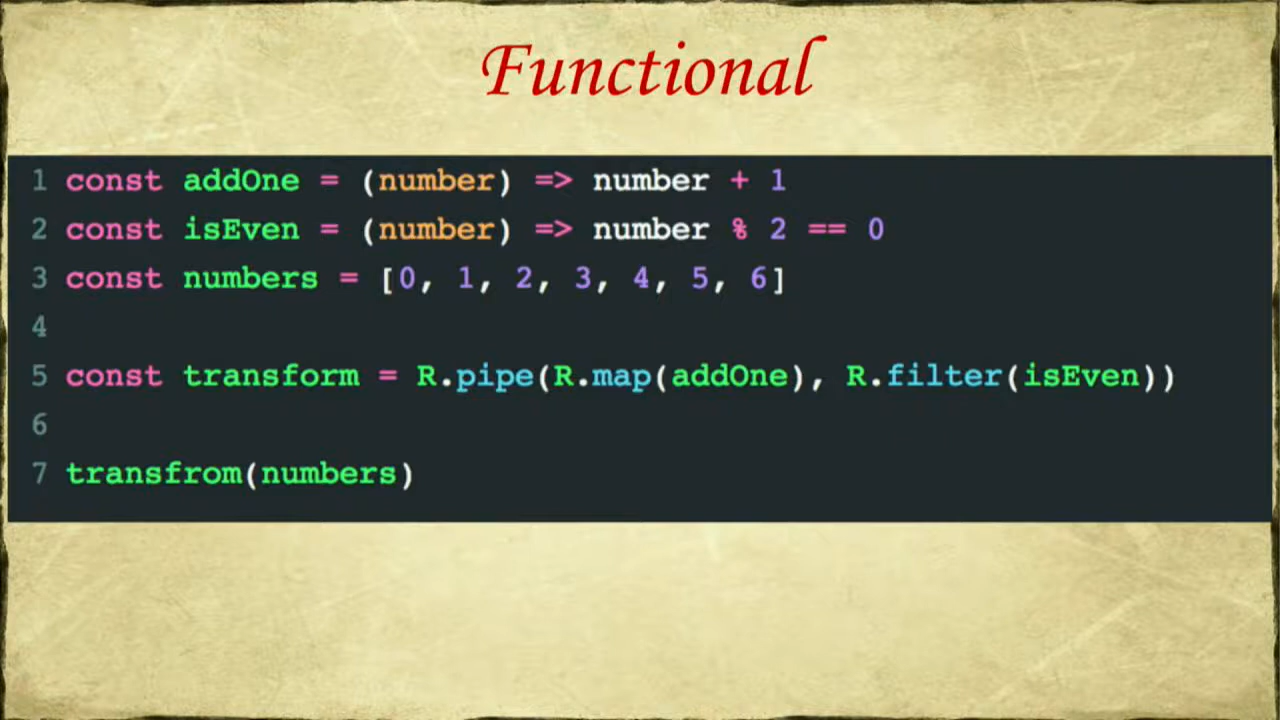 Functional
1 const addOne = (number) => number + 1
2 const isEven = (number) => number % 2 == 0
3 const numbers = [0, 1, 2, 3, 4, 5, 6]
4
5 const transform = R.pipe(R.map(addOne), R.filter(isEven))
6
7 transfrom(numbers)